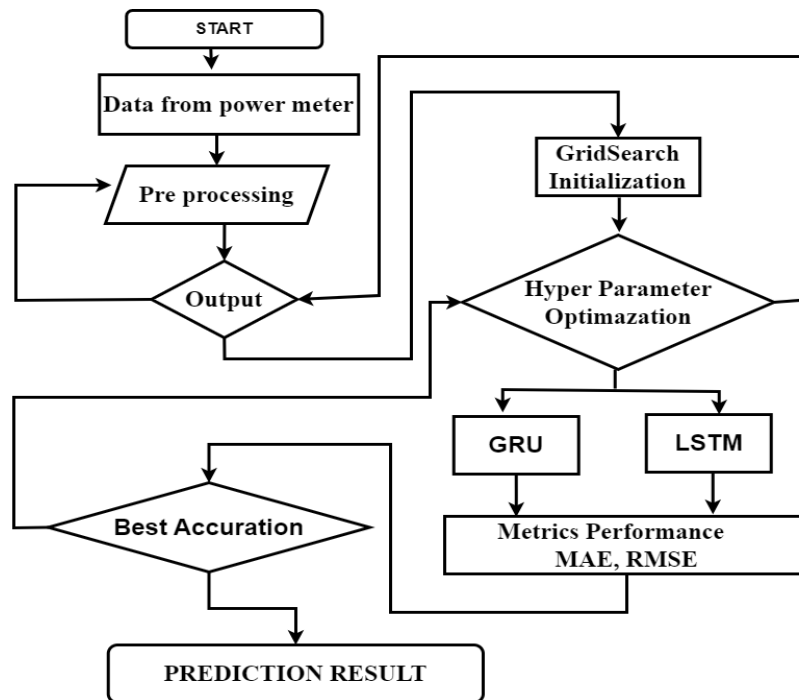 START
Data from power meter
Pre processing
Output
GridSearch
Initialization
Hyper Parameter
Optimazation
GRU
LSTM
Metrics Performance
MAE, RMSE
Best Accuration
PREDICTION RESULT